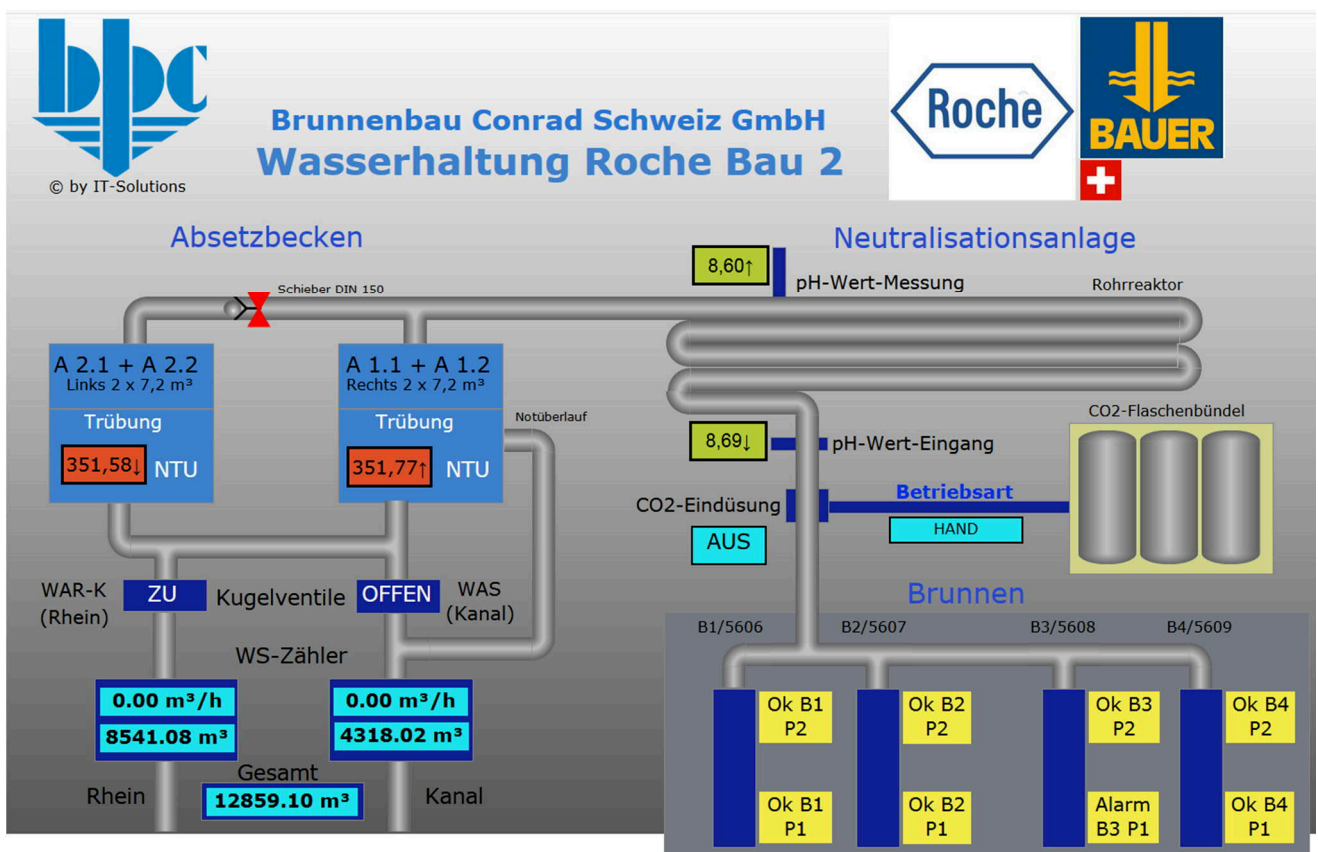 bpc
© by IT-Solutions
Brunnenbau Conrad Schweiz GmbH
Wasserhaltung Roche Bau 2
Roche
BAUER
Absetzbecken
Neutralisationsanlage
Schieber DIN 150
8,60↑
pH-Wert-Messung
Rohrreaktor
A 2.1 + A 2.2
Links 2 x 7,2 m³
Trübung
351,58↓ NTU
A 1.1 + A 1.2
Rechts 2 x 7,2 m³
Trübung
351,77↑ NTU
Notüberlauf
8,69↓
pH-Wert-Eingang
CO2-Flaschenbündel
CO2-Eindüsung
AUS
Betriebsart
HAND
WAR-K
(Rhein)
ZU
Kugelventile
OFFEN
WAS
(Kanal)
WS-Zähler
0.00 m³/h
8541.08 m³
0.00 m³/h
4318.02 m³
Rhein
Gesamt
12859.10 m³
Kanal
Brunnen
B1/5606
B2/5607
B3/5608
B4/5609
Ok B1
P2
Ok B2
P2
Ok B3
P2
Ok B4
P2
Ok B1
P1
Ok B2
P1
Alarm
B3 P1
Ok B4
P1